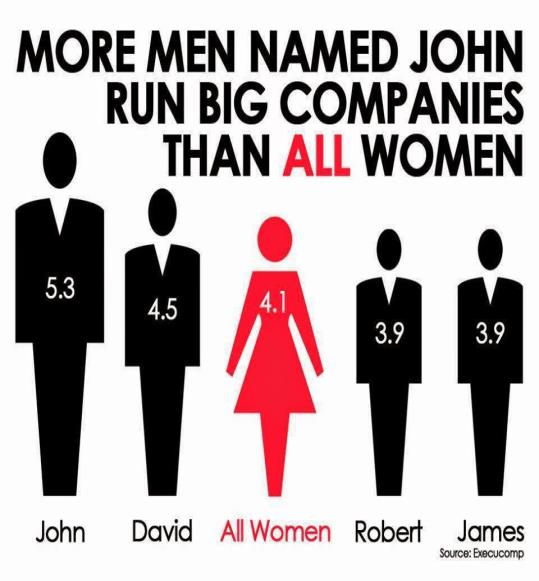 MORE MEN NAMED JOHN
RUN BIG COMPANIES
THAN ALL WOMEN
5.3
4.5
4.1
3.9
3.9
John
David
All Women
Robert
James
Source: Execucomp